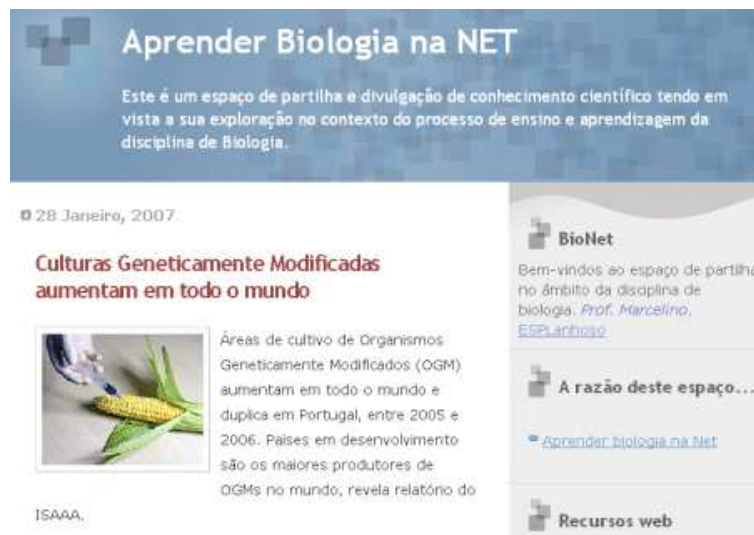 Aprender Biologia na NET
Este é um espaço de partilha e divulgação de conhecimento científico tendo em
vista a sua exploração no contexto do processo de ensino e aprendizagem da
disciplina de Biologia.
28 Janeiro, 2007
Culturas Geneticamente Modificadas
aumentam em todo o mundo
Áreas de cultivo de Organismos
Geneticamente Modificados (OGM)
aumentam em todo o mundo e
duplica em Portugal, entre 2005 e
2006. Países em desenvolvimento
são os maiores produtores de
OGMs no mundo, revela relatório do
ISAAA.
BioNet
Bem-vindos ao espaço de partilha
no âmbito da disciplina de
biologia. Prof. Marcelino,
ESPLanhoso
A razão deste espaço...
Aprender biologia na Net
Recursos web